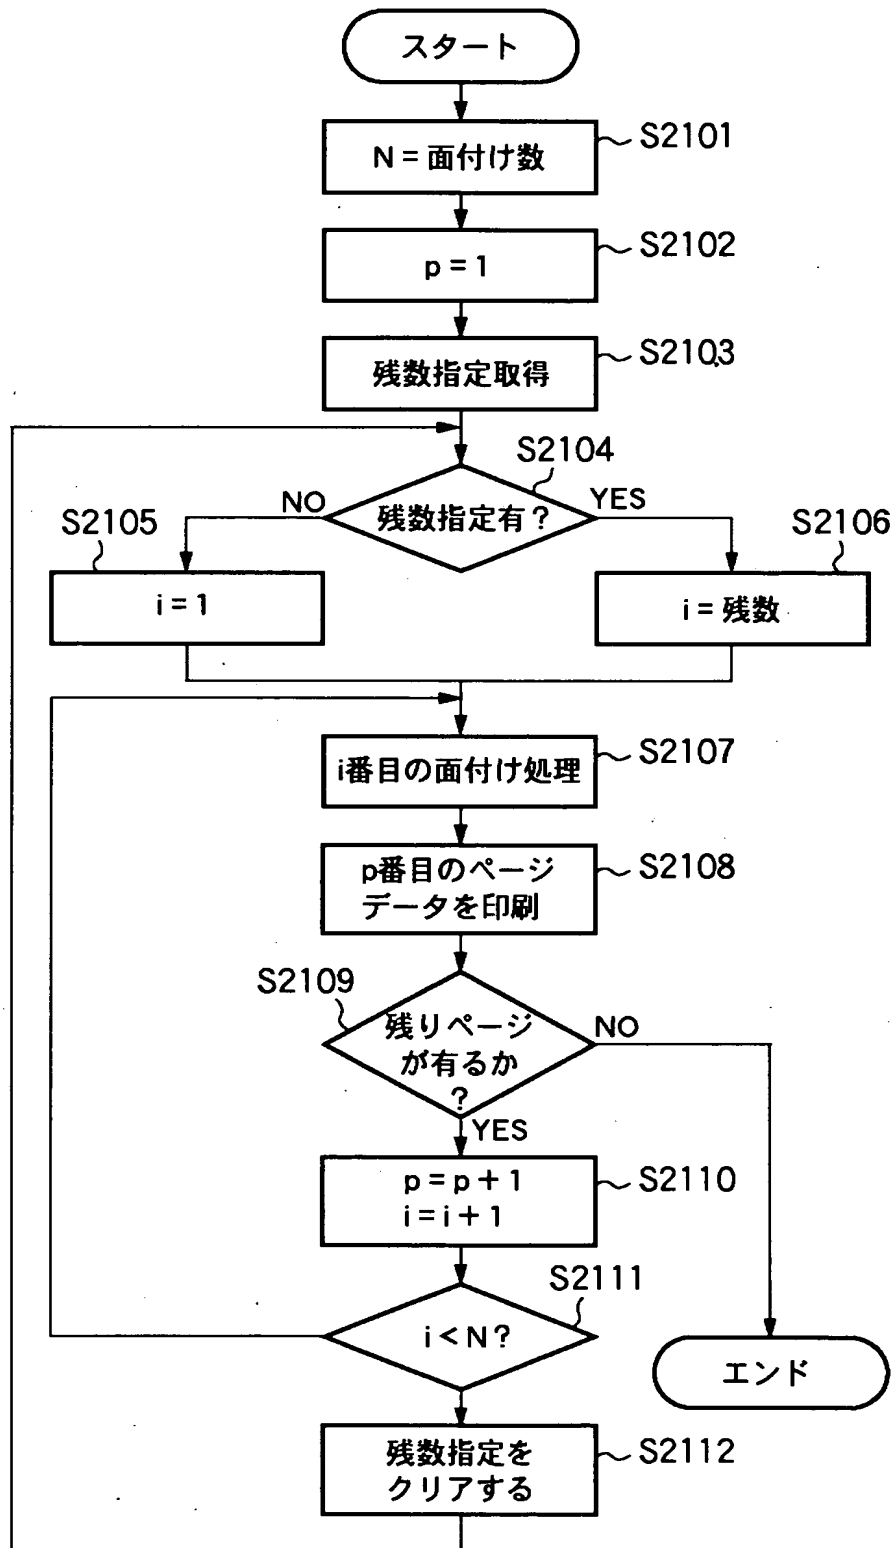 スタート
N = 面付け数
S2101
p = 1
S2102
残数指定取得
S2103
S2104
残数指定有?
NO
YES
S2105
i = 1
S2106
i = 残数
i番目の面付け処理
S2107
p番目のページ
データを印刷
S2108
S2109
残りページ
が有るか
?
NO
YES
p = p + 1
i = i + 1
S2110
S2111
i < N?
エンド
残数指定を
クリアする
S2112